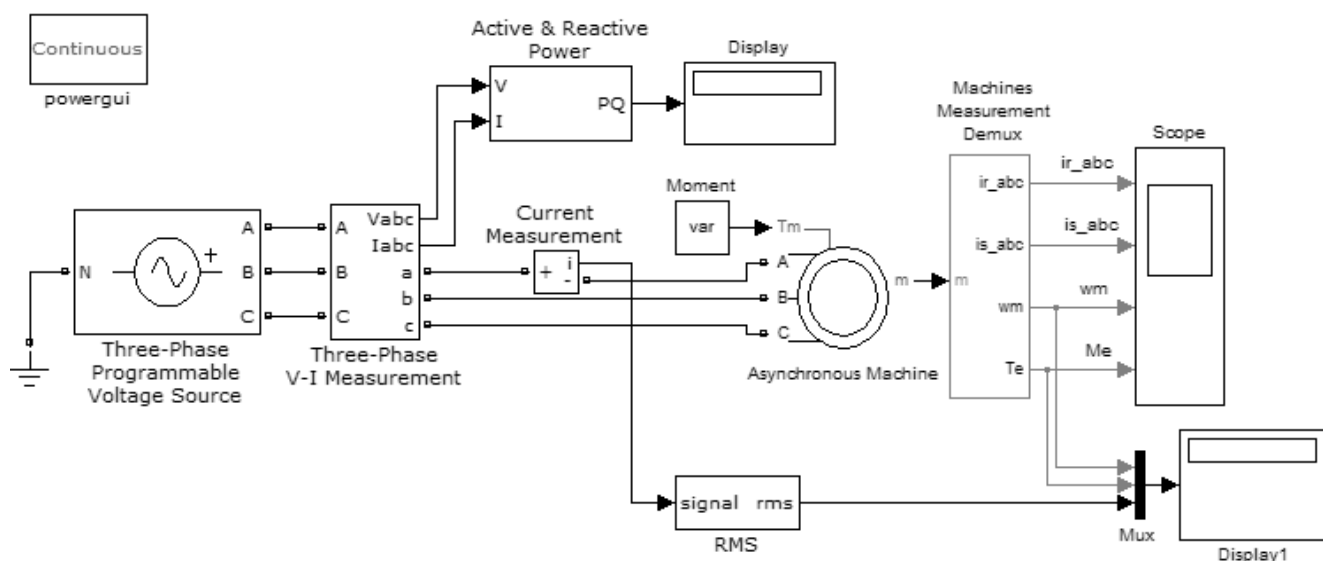 Continuous
powergui
Active & Reactive
Power
V
I
PQ
Display
Machines
Measurement
Demux
Scope
ir_abc
ir_abc
is_abc
is_abc
wm
wm
Te
Me
m
m
Moment
var
Tm
A
B
C
Asynchronous Machine
Current
Measurement
+
i
-
N
+
A
B
C
Three-Phase
Programmable
Voltage Source
A
B
C
Vabc
Iabc
a
b
c
Three-Phase
V-I Measurement
signal rms
RMS
Mux
Display1